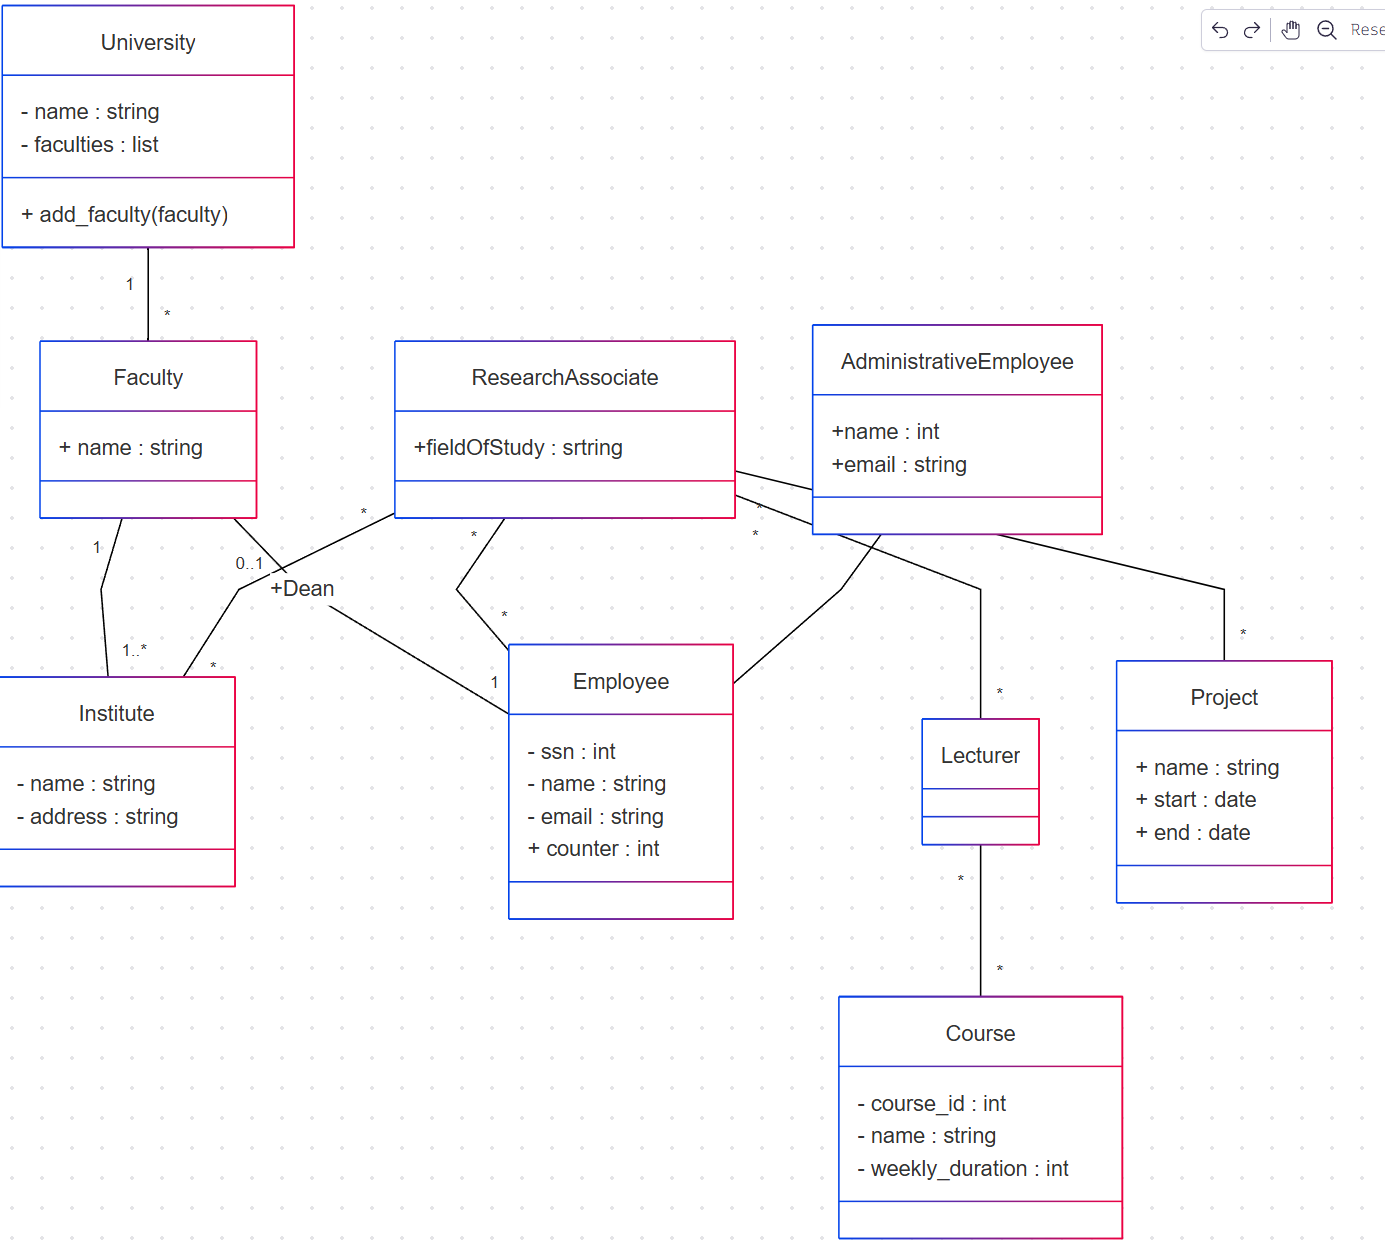 University
- name : string
- faculties : list
+ add_faculty(faculty)
1
*
Faculty
+ name : string
ResearchAssociate
+fieldOfStudy : srtring
AdministrativeEmployee
+name : int
+email : string
Rese
1
0..1
+Dean
*
*
*
*
1..*
*
*
1
Institute
- name : string
- address : string
Employee
- ssn : int
- name : string
- email : string
+ counter : int
*
Lecturer
*
Project
+ name : string
+ start : date
+ end : date
*
*
Course
- course_id : int
- name : string
- weekly_duration : int